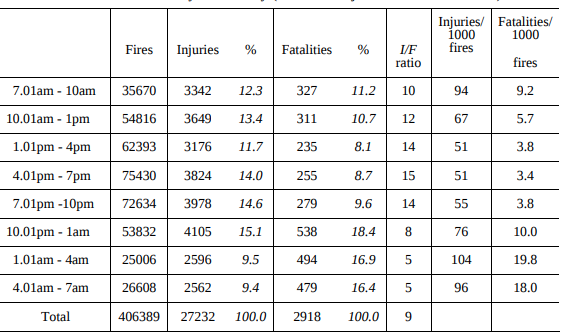 Injuries/ Fatalities/
1000 1000
Fires Injuries % Fatalities % I/F fires
ratio fires
7.01am - 10am 35670 3342 12.3 327 11.2 10 94 9.2
10.01am - 1pm 54816 3649 13.4 311 10.7 12 67 5.7
1.01pm - 4pm 62393 3176 11.7 235 8.1 14 51 3.8
4.01pm - 7pm 75430 3824 14.0 255 8.7 15 51 3.4
7.01pm -10pm 72634 3978 14.6 279 9.6 14 55 3.8
10.01pm - 1am 53832 4105 15.1 538 18.4 8 76 10.0
1.01am - 4am 25006 2596 9.5 494 16.9 5 104 19.8
4.01am - 7am 26608 2562 9.4 479 16.4 5 96 18.0
Total 406389 27232 100.0 2918 100.0 9